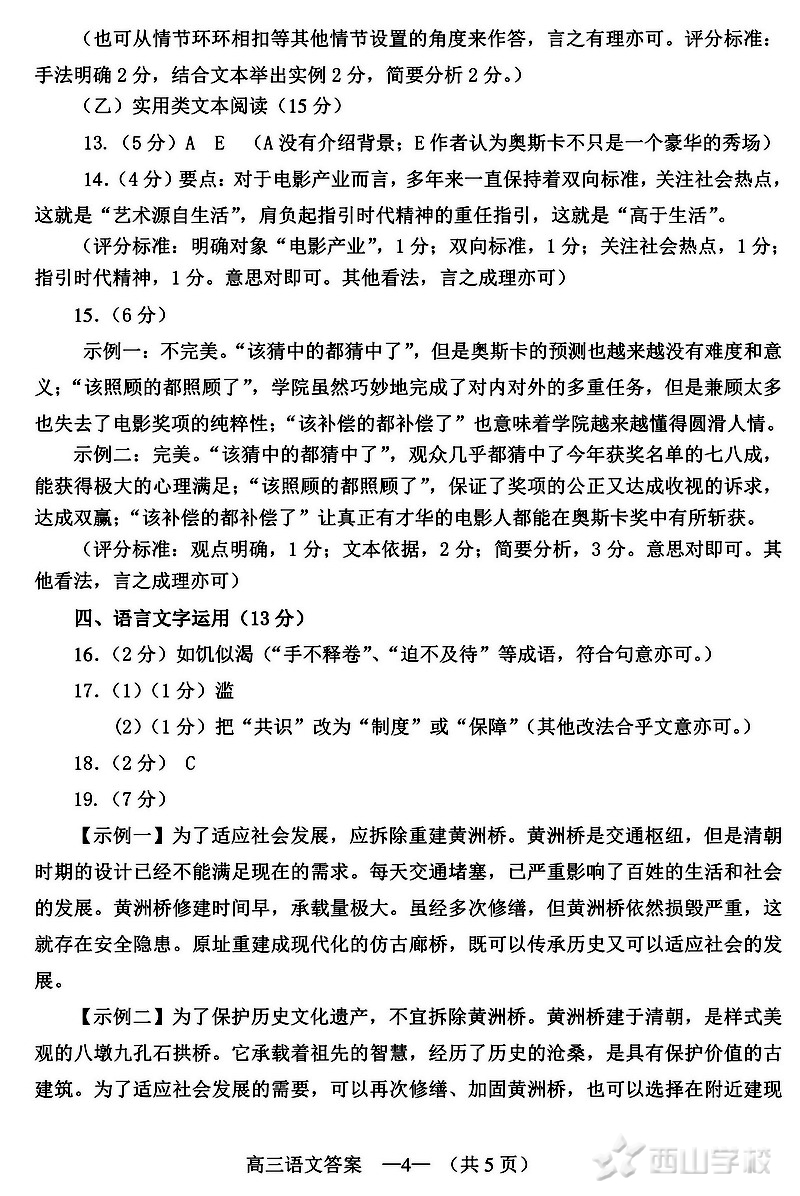 (也可从情节环环相扣等其他情节设置的角度来作答，言之有理亦可。评分标准：
手法明确2分，结合文本举出实例2分，简要分析2分。)
(乙)实用类文本阅读(15分)
13.(5分)A E (A没有介绍背景；E作者认为奥斯卡不只是一个豪华的秀场)
14.(4分)要点：对于电影产业而言，多年来一直保持着双向标准，关注社会热点，
这就是“艺术源自生活”，肩负起指引时代精神的重任指引，这就是“高于生活”。
(评分标准：明确对象“电影产业”，1分；双向标准，1分；关注社会热点，1分；
指引时代精神，1分。意思对即可。其他看法，言之成理亦可)
15.(6分)
示例一：不完美。“该猜中的都猜中了”，但是奥斯卡的预测也越来越没有难度和意
义；“该照顾的都照顾了”，学院虽然巧妙地完成了对内对外的多重任务，但是兼顾太多
也失去了电影奖项的纯粹性；“该补偿的都补偿了”也意味着学院越来越懂得圆滑人情。
示例二：完美。“该猜中的都猜中了”，观众几乎都猜中了今年获奖名单的七八成，
能获得极大的心理满足；“该照顾的都照顾了”，保证了奖项的公正又达成收视的诉求，
达成双赢；“该补偿的都补偿了”让真正有才华的电影人都能在奥斯卡奖中有所斩获。
(评分标准：观点明确，1分；文本依据，2分；简要分析，3分。意思对即可。其
他看法，言之成理亦可)
四、语言文字运用(13分)
16.(2分)如饥似渴(“手不释卷”、“迫不及待”等成语，符合句意亦可。)
17.(1)(1分)滥
(2)(1分)把“共识”改为“制度”或“保障”(其他改法合乎文意亦可。)
18.(2分) C
19.(7分)
【示例一】为了适应社会发展，应拆除重建黄洲桥。黄洲桥是交通枢纽，但是清朝
时期的设计已经不能满足现在的需求。每天交通堵塞，已严重影响了百姓的生活和社会
的发展。黄洲桥修建时间早，承载量极大。虽经多次修缮，但黄洲桥依然损毁严重，这
就存在安全隐患。原址重建成现代化的仿古廊桥，既可以传承历史又可以适应社会的发
展。
【示例二】为了保护历史文化遗产，不宜拆除黄洲桥。黄洲桥建于清朝，是样式美
观的八墩九孔石拱桥。它承载着祖先的智慧，经历了历史的沧桑，是具有保护价值的古
建筑。为了适应社会发展的需要，可以再次修缮、加固黄洲桥，也可以选择在附近建现
高三语文答案 —4— (共5页)
西山学校